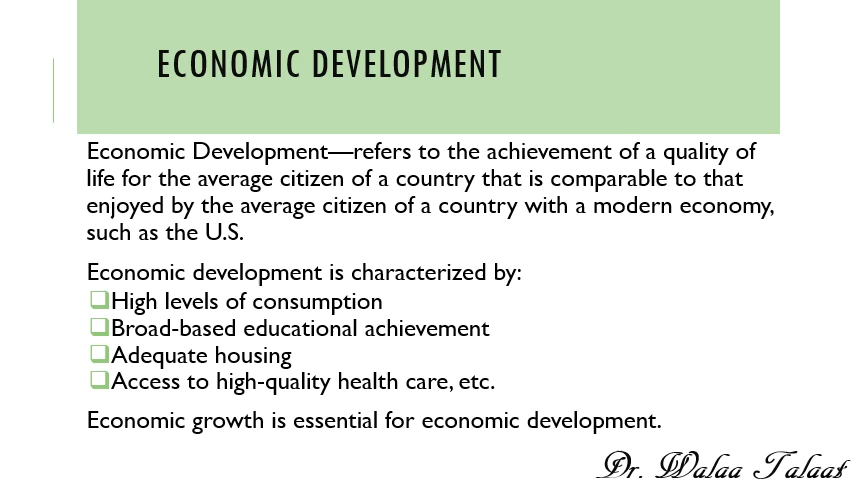 ECONOMIC DEVELOPMENT
Economic Development—refers to the achievement of a quality of
life for the average citizen of a country that is comparable to that
enjoyed by the average citizen of a country with a modern economy,
such as the U.S.
Economic development is characterized by:
High levels of consumption
Broad-based educational achievement
Adequate housing
Access to high-quality health care, etc.
Economic growth is essential for economic development.
Dr. Walaa Talaat